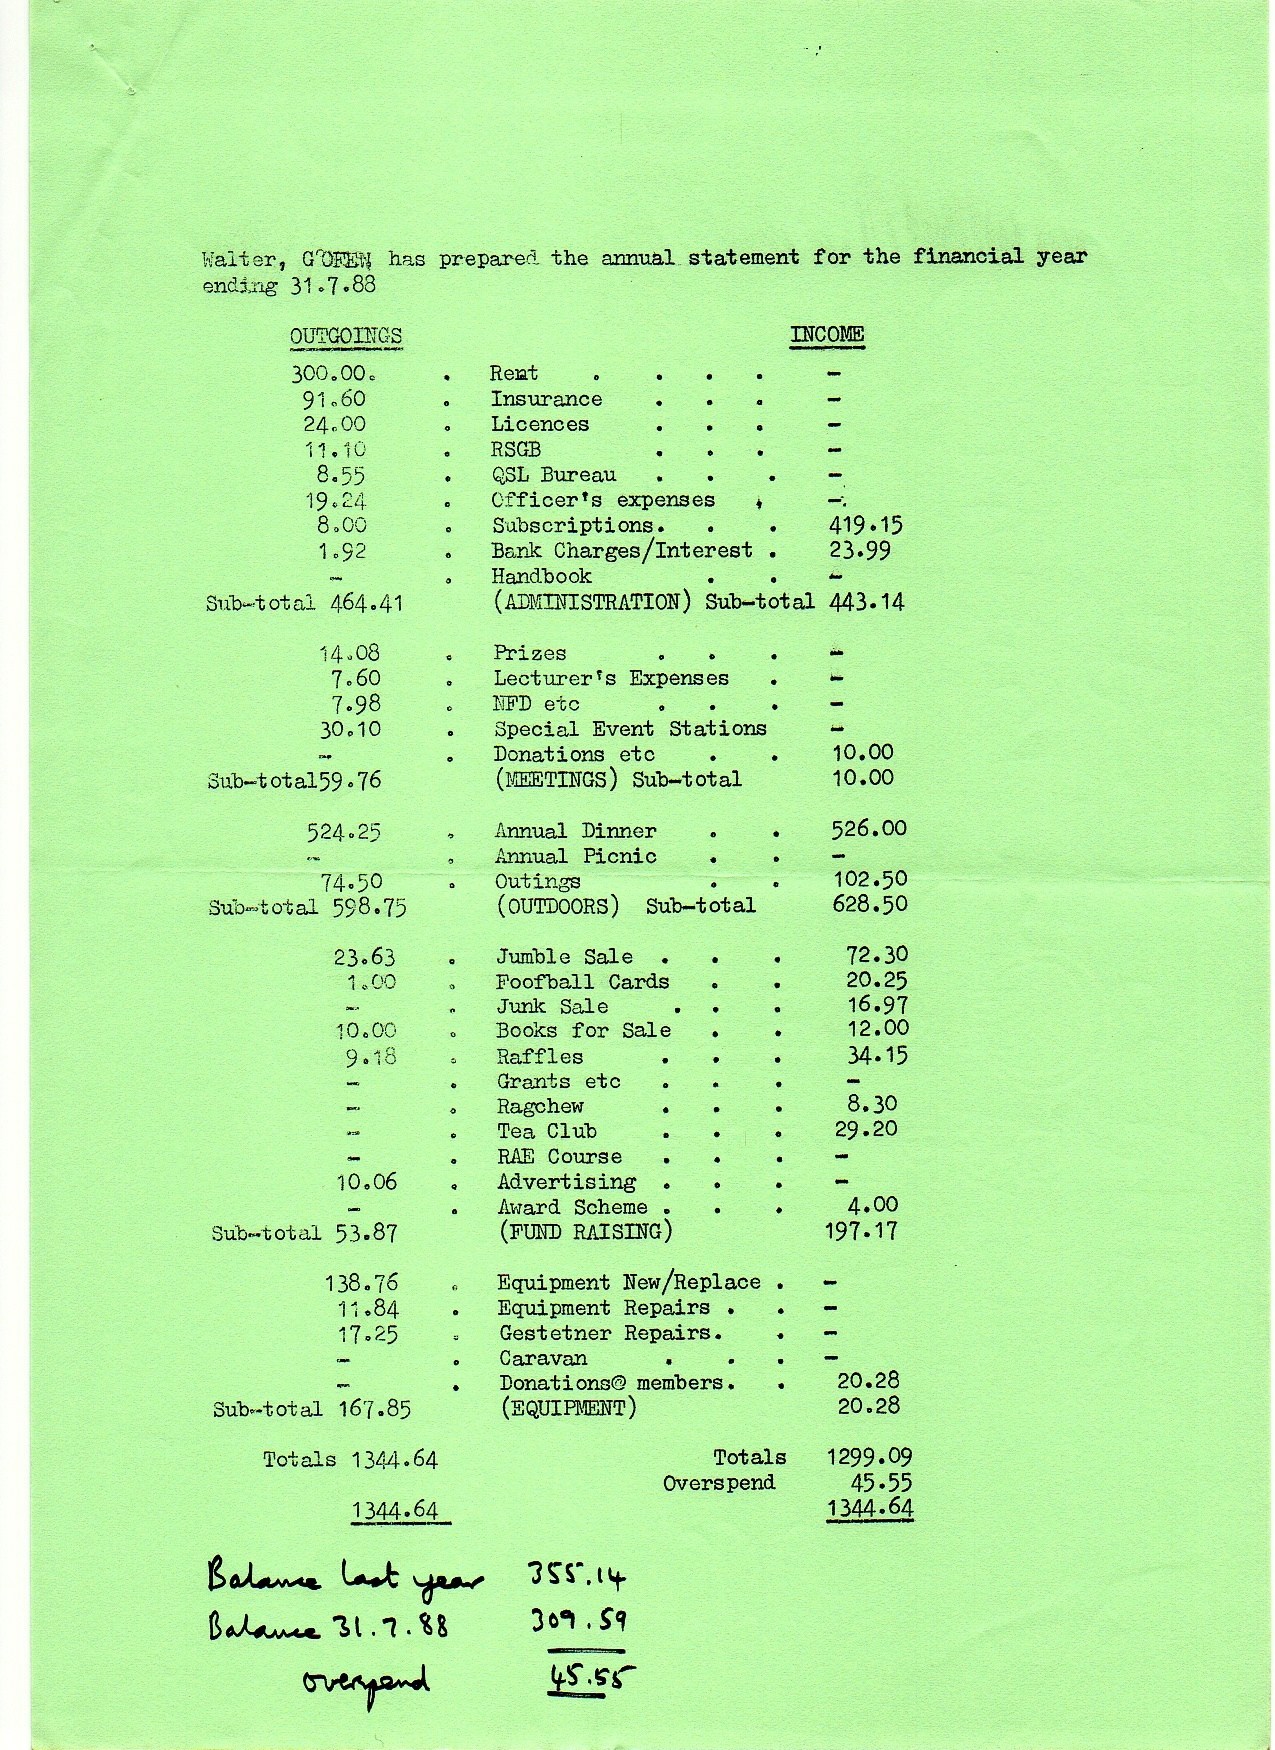 Walter, G0FEN has prepared the annual statement for the financial year
ending 31.7.88
OUTGOINGS INCOME
300.00. . Rent . . . . -
91.60 . Insurance . . . -
24.00 . Licences . . . -
11.10 . RSGB . . . -
8.55 . QSL Bureau . . . -
19.24 . Officer's expenses . -
8.00 . Subscriptions. . . 419.15
1.92 . Bank Charges/Interest . 23.99
- . Handbook . . -
Sub-total 464.41 (ADMINISTRATION) Sub-total 443.14
14.08 . Prizes . . . -
7.60 . Lecturer's Expenses . -
7.98 . NFD etc . . . -
30.10 . Special Event Stations -
- . Donations etc . . 10.00
Sub-total59.76 (MEETINGS) Sub-total 10.00
524.25 . Annual Dinner . . 526.00
- . Annual Picnic . . -
74.50 . Outings . . 102.50
Sub-total 598.75 (OUTDOORS) Sub-total 628.50
23.63 . Jumble Sale . . . 72.30
1.00 . Foofball Cards . . 20.25
- . Junk Sale . . . 16.97
10.00 . Books for Sale . . 12.00
9.18 . Raffles . . . 34.15
- . Grants etc . . . -
- . Ragchew . . . 8.30
- . Tea Club . . . 29.20
- . RAE Course . . . -
10.06 . Advertising . . . -
- . Award Scheme . . . 4.00
Sub-total 53.87 (FUND RAISING) 197.17
138.76 . Equipment New/Replace . -
11.84 . Equipment Repairs . . -
17.25 . Gestetner Repairs. . -
- . Caravan . . . -
- . Donations@ members. . 20.28
Sub-total 167.85 (EQUIPMENT) 20.28
Totals 1344.64 Totals 1299.09
Overspend 45.55
1344.64 1344.64
Balance last year 355.14
Balance 31.7.88 309.59
overspend 45.55